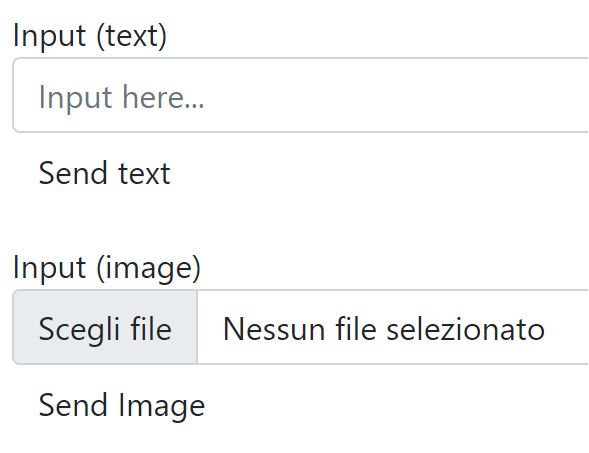 Input (text)
Input here...
Send text
Input (image)
Scegli file Nessun file selezionato
Send Image